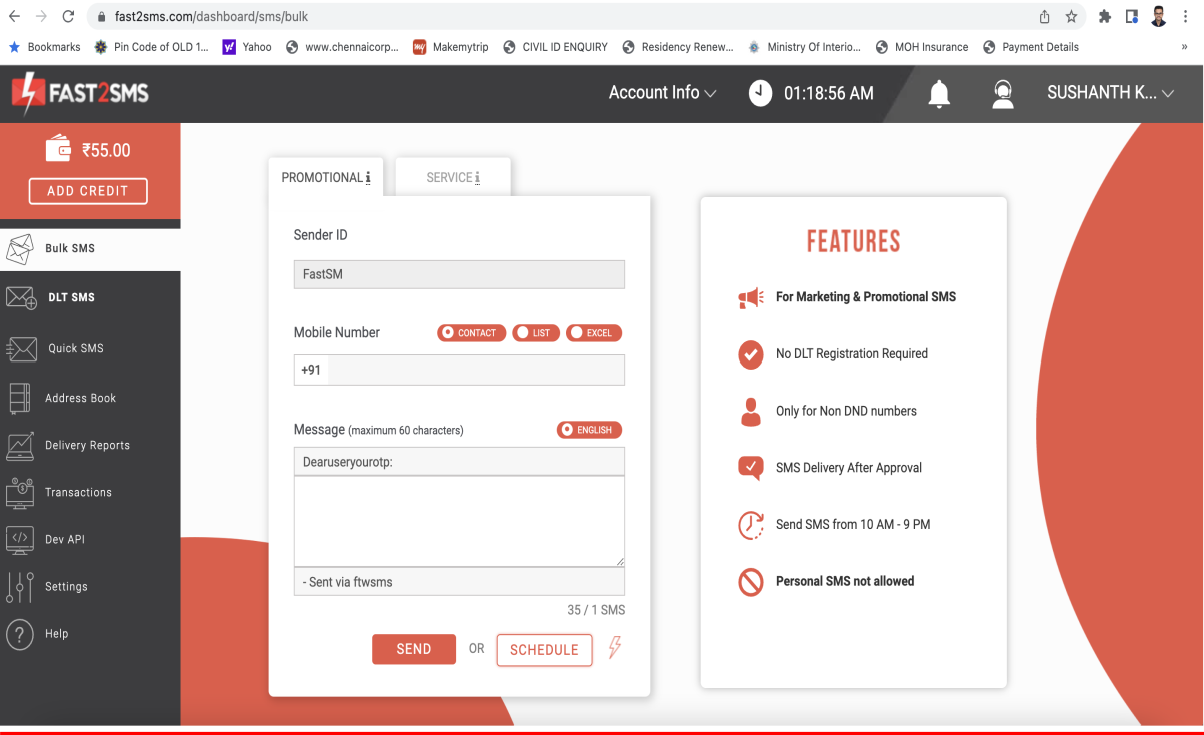 fast2sms.com/dashboard/sms/bulk
Bookmarks Pin Code of OLD 1... Yahoo www.chennaicorp... Makemytrip CIVIL ID ENQUIRY Residency Renew... Ministry Of Interio... MOH Insurance Payment Details »
FAST2SMS Account Info 01:18:56 AM SUSHANTH K...
₹55.00
ADD CREDIT
Bulk SMS
DLT SMS
Quick SMS
Address Book
Delivery Reports
Transactions
Dev API
Settings
Help
PROMOTIONAL i SERVICE i
Sender ID
FastSM
Mobile Number CONTACT LIST EXCEL
+91
Message (maximum 60 characters) ENGLISH
Dearuseryourotp:
- Sent via ftwsms
35 / 1 SMS
SEND OR SCHEDULE
FEATURES
For Marketing & Promotional SMS
No DLT Registration Required
Only for Non DND numbers
SMS Delivery After Approval
Send SMS from 10 AM - 9 PM
Personal SMS not allowed